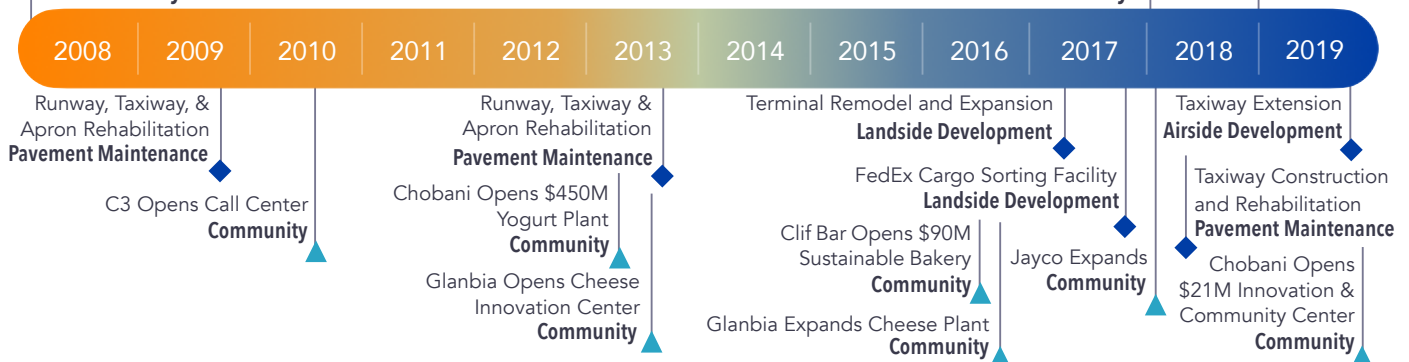 2008 2009 2010 2011 2012 2013 2014 2015 2016 2017 2018 2019
Runway, Taxiway, &
Apron Rehabilitation
Pavement Maintenance
C3 Opens Call Center
Community
Runway, Taxiway &
Apron Rehabilitation
Pavement Maintenance
Chobani Opens $450M
Yogurt Plant
Community
Glanbia Opens Cheese
Innovation Center
Community
Terminal Remodel and Expansion
Landside Development
FedEx Cargo Sorting Facility
Landside Development
Clif Bar Opens $90M
Sustainable Bakery
Community
Glanbia Expands Cheese Plant
Community
Jayco Expands
Community
Taxiway Extension
Airside Development
Taxiway Construction
and Rehabilitation
Pavement Maintenance
Chobani Opens
$21M Innovation &
Community Center
Community